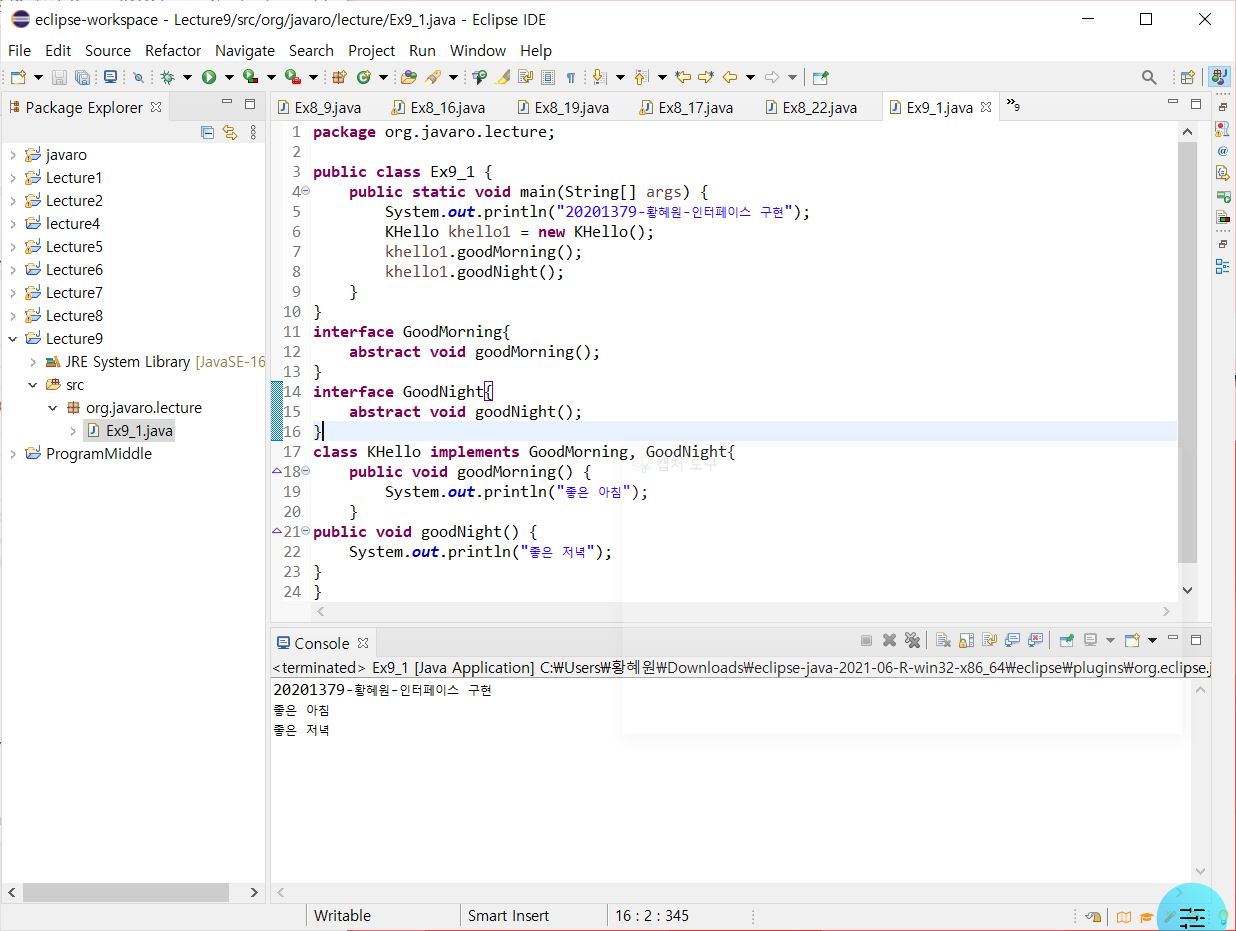 eclipse-workspace - Lecture9/src/org/javaro/lecture/Ex9_1.java - Eclipse IDE
File Edit Source Refactor Navigate Search Project Run Window Help
Package Explorer
javaro
Lecture1
Lecture2
lecture4
Lecture5
Lecture6
Lecture7
Lecture8
Lecture9
JRE System Library [JavaSE-16
src
org.javaro.lecture
Ex9_1.java
ProgramMiddle
Ex8_9.java Ex8_16.java Ex8_19.java Ex8_17.java Ex8_22.java Ex9_1.java »9
1 package org.javaro.lecture;
2
3 public class Ex9_1 {
4 public static void main(String[] args) {
5 System.out.println("20201379-황혜원-인터페이스 구현");
6 KHello khello1 = new KHello();
7 khello1.goodMorning();
8 khello1.goodNight();
9 }
10 }
11 interface GoodMorning{
12 abstract void goodMorning();
13 }
14 interface GoodNight{
15 abstract void goodNight();
16 }
17 class KHello implements GoodMorning, GoodNight{
캡처 도구
18 public void goodMorning() {
19 System.out.println("좋은 아침");
20 }
21 public void goodNight() {
22 System.out.println("좋은 저녁");
23 }
24 }
Console
<terminated> Ex9_1 [Java Application] C:₩Users₩황혜원₩Downloads₩eclipse-java-2021-06-R-win32-x86_64₩eclipse₩plugins₩org.eclipse.j
20201379-황혜원-인터페이스 구현
좋은 아침
좋은 저녁
Writable Smart Insert 16 : 2 : 345